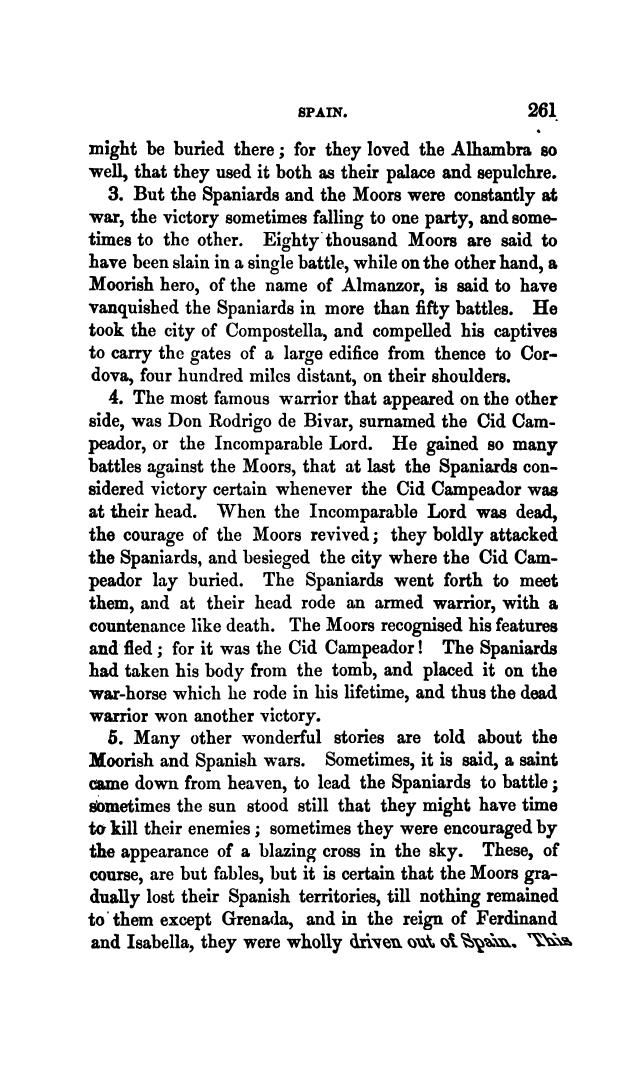 SPAIN. 261
might be buried there; for they loved the Alhambra so
well, that they used it both as their palace and sepulchre.
3. But the Spaniards and the Moors were constantly at
war, the victory sometimes falling to one party, and some-
times to the other. Eighty thousand Moors are said to
have been slain in a single battle, while on the other hand, a
Moorish hero, of the name of Almanzor, is said to have
vanquished the Spaniards in more than fifty battles. He
took the city of Compostella, and compelled his captives
to carry the gates of a large edifice from thence to Cor-
dova, four hundred miles distant, on their shoulders.
4. The most famous warrior that appeared on the other
side, was Don Rodrigo de Bivar, surnamed the Cid Cam-
peador, or the Incomparable Lord. He gained so many
battles against the Moors, that at last the Spaniards con-
sidered victory certain whenever the Cid Campeador was
at their head. When the Incomparable Lord was dead,
the courage of the Moors revived; they boldly attacked
the Spaniards, and besieged the city where the Cid Cam-
peador lay buried. The Spaniards went forth to meet
them, and at their head rode an armed warrior, with a
countenance like death. The Moors recognised his features
and fled; for it was the Cid Campeador! The Spaniards
had taken his body from the tomb, and placed it on the
war-horse which he rode in his lifetime, and thus the dead
warrior won another victory.
5. Many other wonderful stories are told about the
Moorish and Spanish wars. Sometimes, it is said, a saint
came down from heaven, to lead the Spaniards to battle;
sometimes the sun stood still that they might have time
to kill their enemies; sometimes they were encouraged by
the appearance of a blazing cross in the sky. These, of
course, are but fables, but it is certain that the Moors gra-
dually lost their Spanish territories, till nothing remained
to them except Grenada, and in the reign of Ferdinand
and Isabella, they were wholly driven out of Spain. This